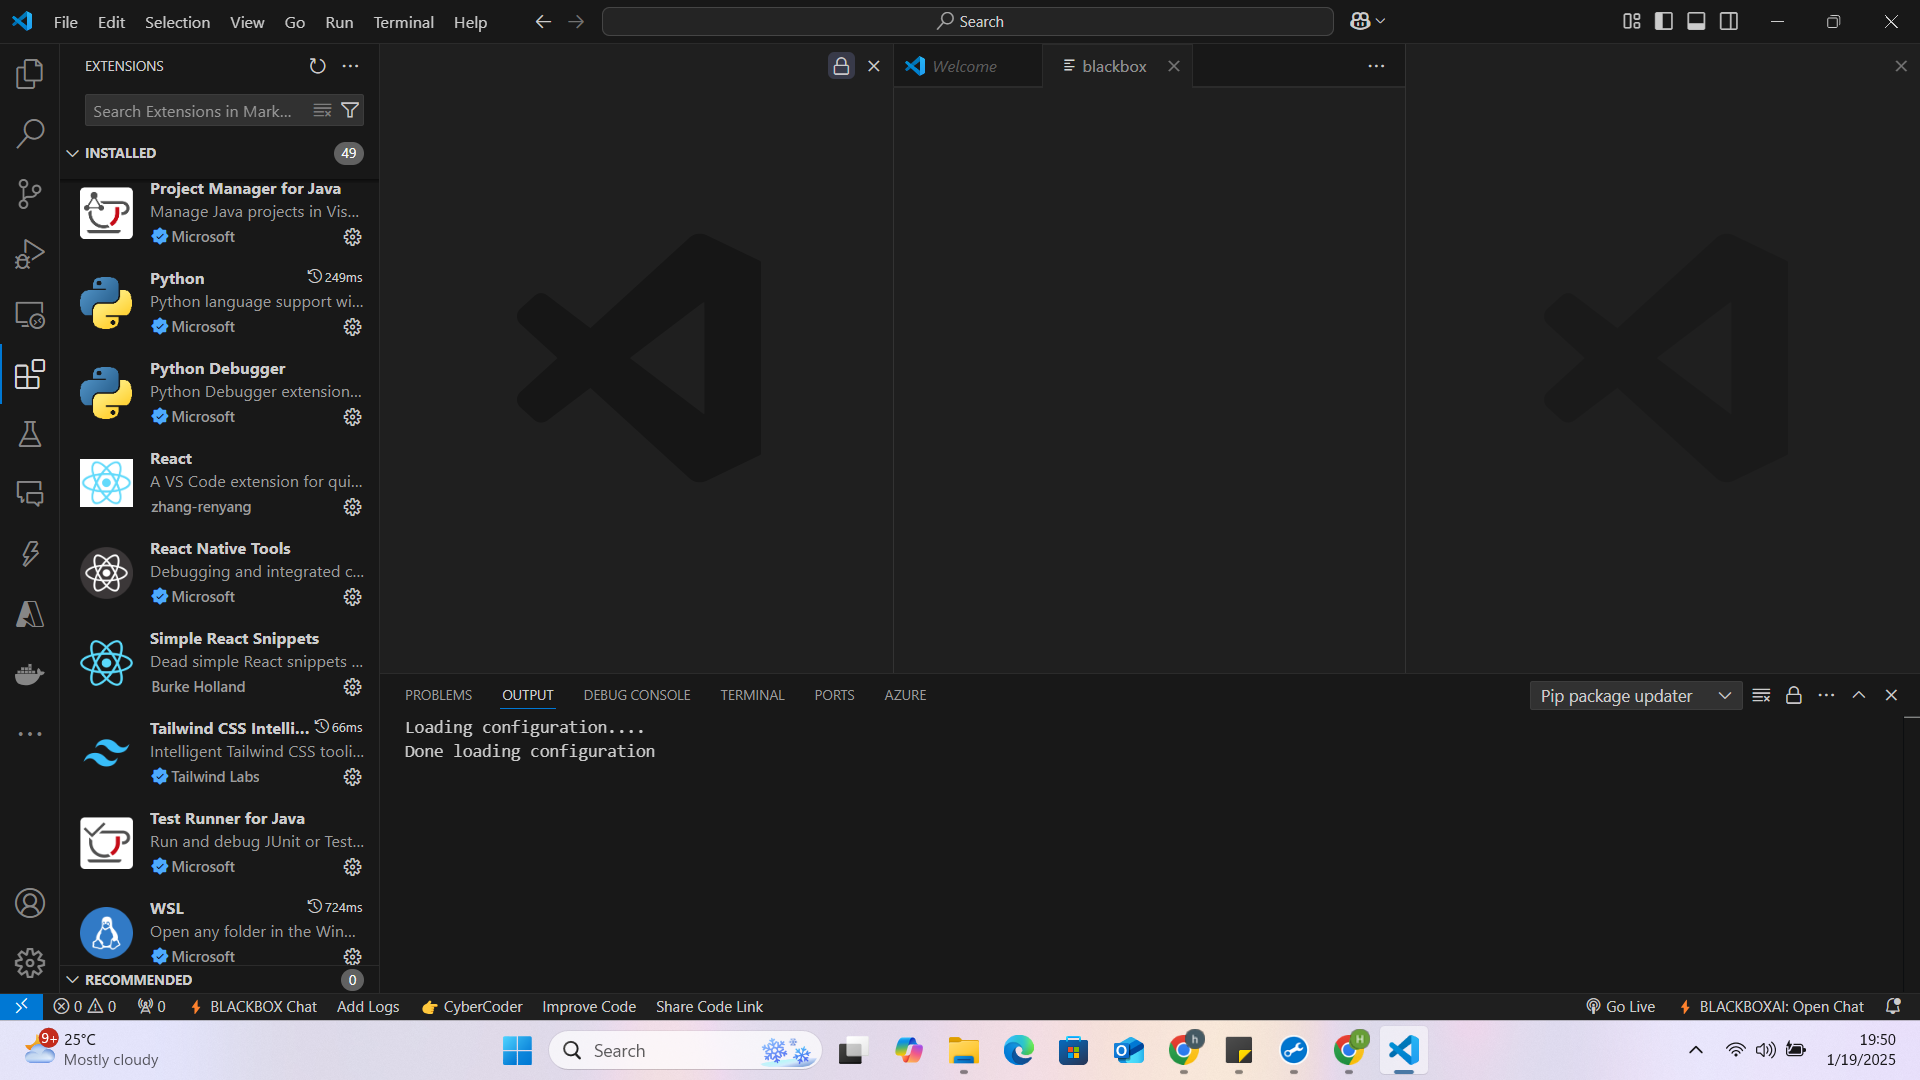 File Edit Selection View Go Run Terminal Help
Search
EXTENSIONS
Search Extensions in Mark...
INSTALLED 49
Project Manager for Java
Manage Java projects in Vis...
Microsoft
Python 249ms
Python language support wi...
Microsoft
Python Debugger
Python Debugger extension...
Microsoft
React
A VS Code extension for qui...
zhang-renyang
React Native Tools
Debugging and integrated c...
Microsoft
Simple React Snippets
Dead simple React snippets ...
Burke Holland
Tailwind CSS Intelli... 66ms
Intelligent Tailwind CSS tooli...
Tailwind Labs
Test Runner for Java
Run and debug JUnit or Test...
Microsoft
WSL 724ms
Open any folder in the Win...
Microsoft
RECOMMENDED 0
Welcome blackbox
PROBLEMS OUTPUT DEBUG CONSOLE TERMINAL PORTS AZURE Pip package updater
Loading configuration....
Done loading configuration
0 0 0 BLACKBOX Chat Add Logs CyberCoder Improve Code Share Code Link Go Live BLACKBOXAI: Open Chat
9+ 25°C
Mostly cloudy
Search
h
H
19:50
1/19/2025